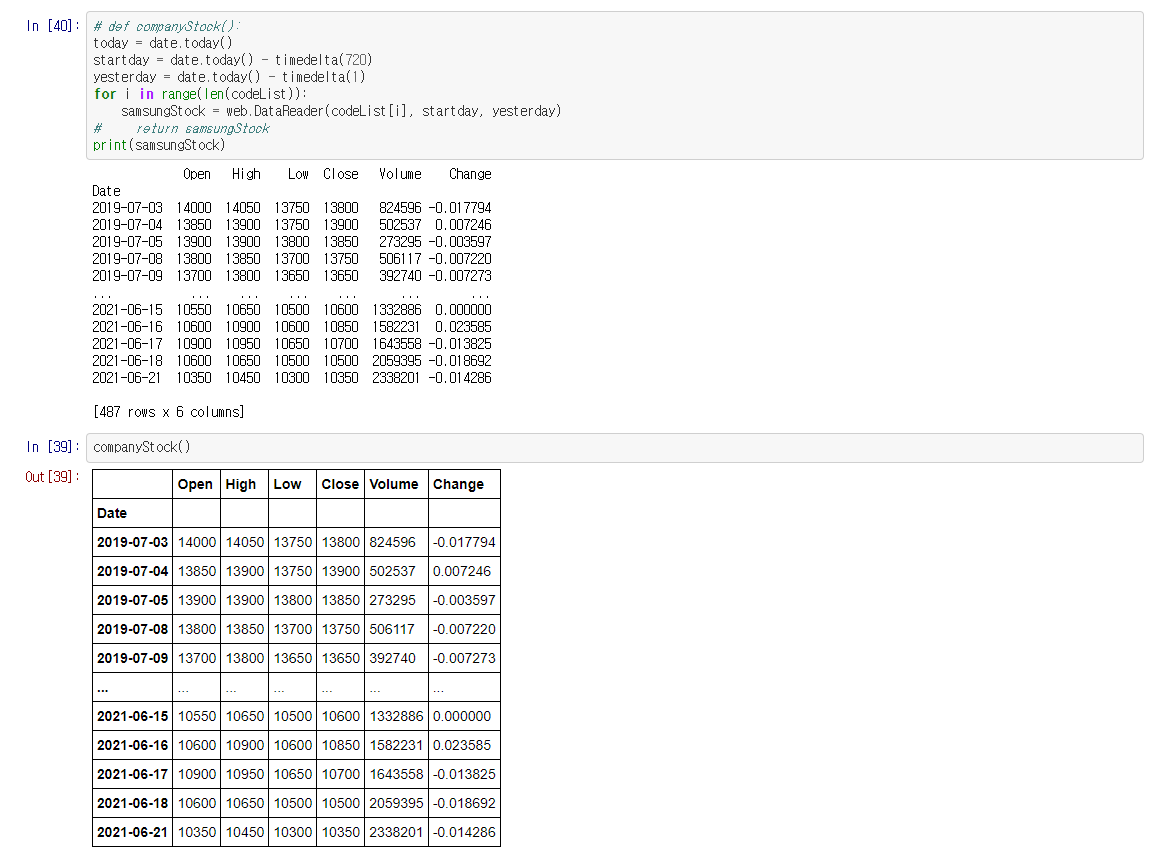 In [40]:
# def companyStock():
today = date.today()
startday = date.today() - timedelta(720)
yesterday = date.today() - timedelta(1)
for i in range(len(codeList)):
    samsungStock = web.DataReader(codeList[i], startday, yesterday)
#     return samsungStock
print(samsungStock)
Open High Low Close Volume Change
Date
2019-07-03 14000 14050 13750 13800 824596 -0.017794
2019-07-04 13850 13900 13750 13900 502537 0.007246
2019-07-05 13900 13900 13800 13850 273295 -0.003597
2019-07-08 13800 13850 13700 13750 506117 -0.007220
2019-07-09 13700 13800 13650 13650 392740 -0.007273
... ... ... ... ... ... ...
2021-06-15 10550 10650 10500 10600 1332886 0.000000
2021-06-16 10600 10900 10600 10850 1582231 0.023585
2021-06-17 10900 10950 10650 10700 1643558 -0.013825
2021-06-18 10600 10650 10500 10500 2059395 -0.018692
2021-06-21 10350 10450 10300 10350 2338201 -0.014286
[487 rows x 6 columns]
In [39]:
companyStock()
Out[39]:
Open High Low Close Volume Change
Date
2019-07-03 14000 14050 13750 13800 824596 -0.017794
2019-07-04 13850 13900 13750 13900 502537 0.007246
2019-07-05 13900 13900 13800 13850 273295 -0.003597
2019-07-08 13800 13850 13700 13750 506117 -0.007220
2019-07-09 13700 13800 13650 13650 392740 -0.007273
... ... ... ... ... ... ...
2021-06-15 10550 10650 10500 10600 1332886 0.000000
2021-06-16 10600 10900 10600 10850 1582231 0.023585
2021-06-17 10900 10950 10650 10700 1643558 -0.013825
2021-06-18 10600 10650 10500 10500 2059395 -0.018692
2021-06-21 10350 10450 10300 10350 2338201 -0.014286